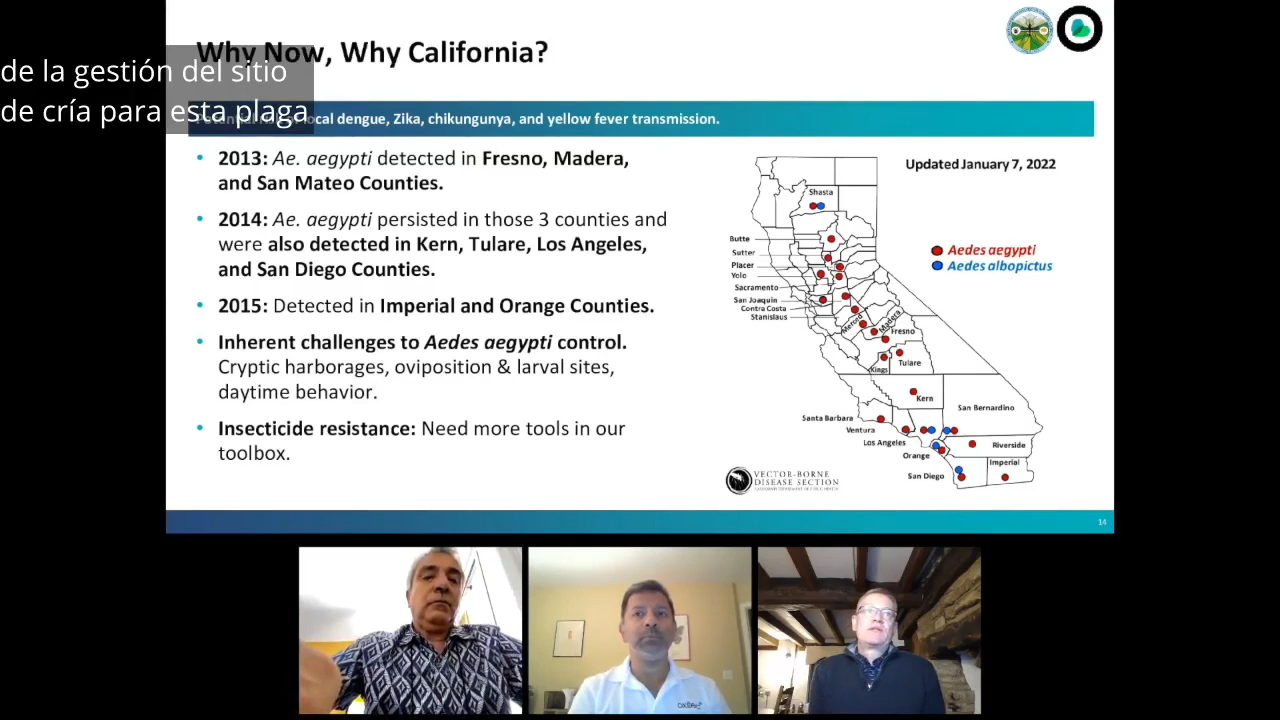 Why Now, Why California?
de la gestión del sitio
de cría para esta plaga
local dengue, Zika, chikungunya, and yellow fever transmission.
• 2013: Ae. aegypti detected in Fresno, Madera,
and San Mateo Counties.
• 2014: Ae. aegypti persisted in those 3 counties and
were also detected in Kern, Tulare, Los Angeles,
and San Diego Counties.
• 2015: Detected in Imperial and Orange Counties.
• Inherent challenges to Aedes aegypti control.
Cryptic harborages, oviposition & larval sites,
daytime behavior.
• Insecticide resistance: Need more tools in our
toolbox.
Updated January 7, 2022
Aedes aegypti
Aedes albopictus
Shasta
Butte
Sutter
Placer
Yolo
Sacramento
San Joaquin
Contra Costa
Stanislaus
Merced
Madera
Fresno
Kings
Tulare
Kern
San Bernardino
Santa Barbara
Ventura
Los Angeles
Orange
Riverside
San Diego
Imperial
VECTOR-BORNE
DISEASE SECTION
14